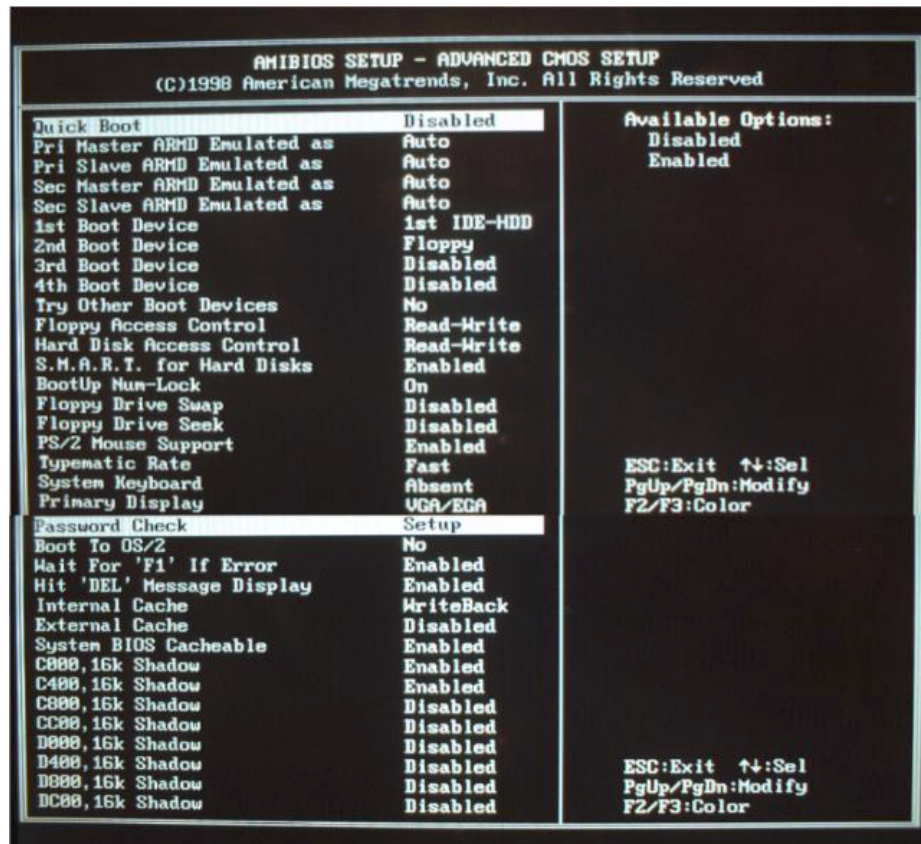 AMIBIOS SETUP - ADVANCED CMOS SETUP
(C)1998 American Megatrends, Inc. All Rights Reserved
Quick Boot Disabled
Pri Master ARMD Emulated as Auto
Pri Slave ARMD Emulated as Auto
Sec Master ARMD Emulated as Auto
Sec Slave ARMD Emulated as Auto
1st Boot Device 1st IDE-HDD
2nd Boot Device Floppy
3rd Boot Device Disabled
4th Boot Device Disabled
Try Other Boot Devices No
Floppy Access Control Read-Write
Hard Disk Access Control Read-Write
S.M.A.R.T. for Hard Disks Enabled
BootUp Num-Lock On
Floppy Drive Swap Disabled
Floppy Drive Seek Disabled
PS/2 Mouse Support Enabled
Typematic Rate Fast
System Keyboard Absent
Primary Display VGA/EGA
Password Check Setup
Boot To OS/2 No
Wait For 'F1' If Error Enabled
Hit 'DEL' Message Display Enabled
Internal Cache WriteBack
External Cache Disabled
System BIOS Cacheable Enabled
C000,16k Shadow Enabled
C400,16k Shadow Enabled
C800,16k Shadow Disabled
CC00,16k Shadow Disabled
D000,16k Shadow Disabled
D400,16k Shadow Disabled
D800,16k Shadow Disabled
DC00,16k Shadow Disabled
Available Options:
Disabled
Enabled
ESC:Exit ↑↓:Sel
PgUp/PgDn:Modify
F2/F3:Color
ESC:Exit ↑↓:Sel
PgUp/PgDn:Modify
F2/F3:Color